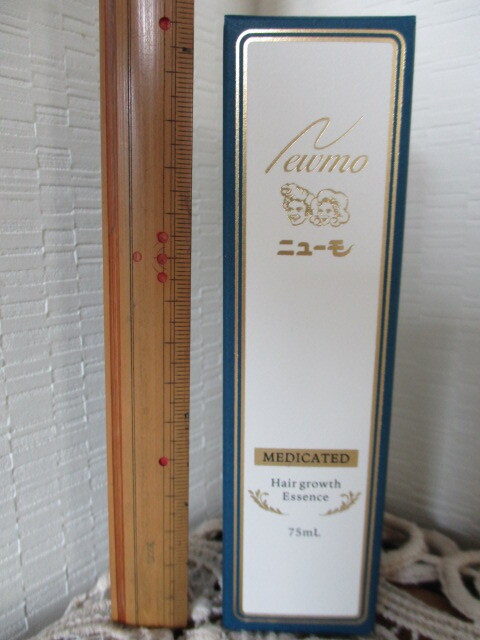 Newmo
ニューモ
MEDICATED
Hair growth
Essence
75mL